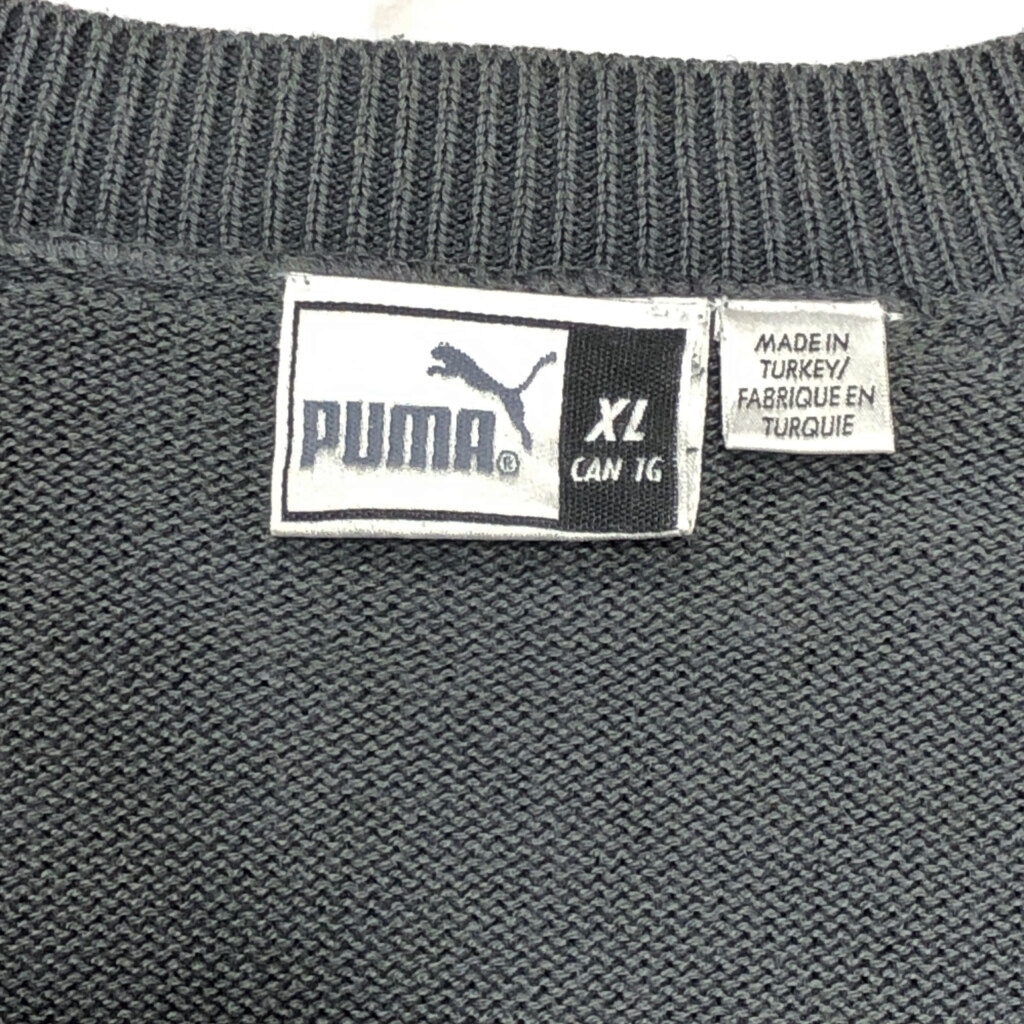 PUMA®
XL
CAN TG
MADE IN
TURKEY/
FABRIQUE EN
TURQUIE